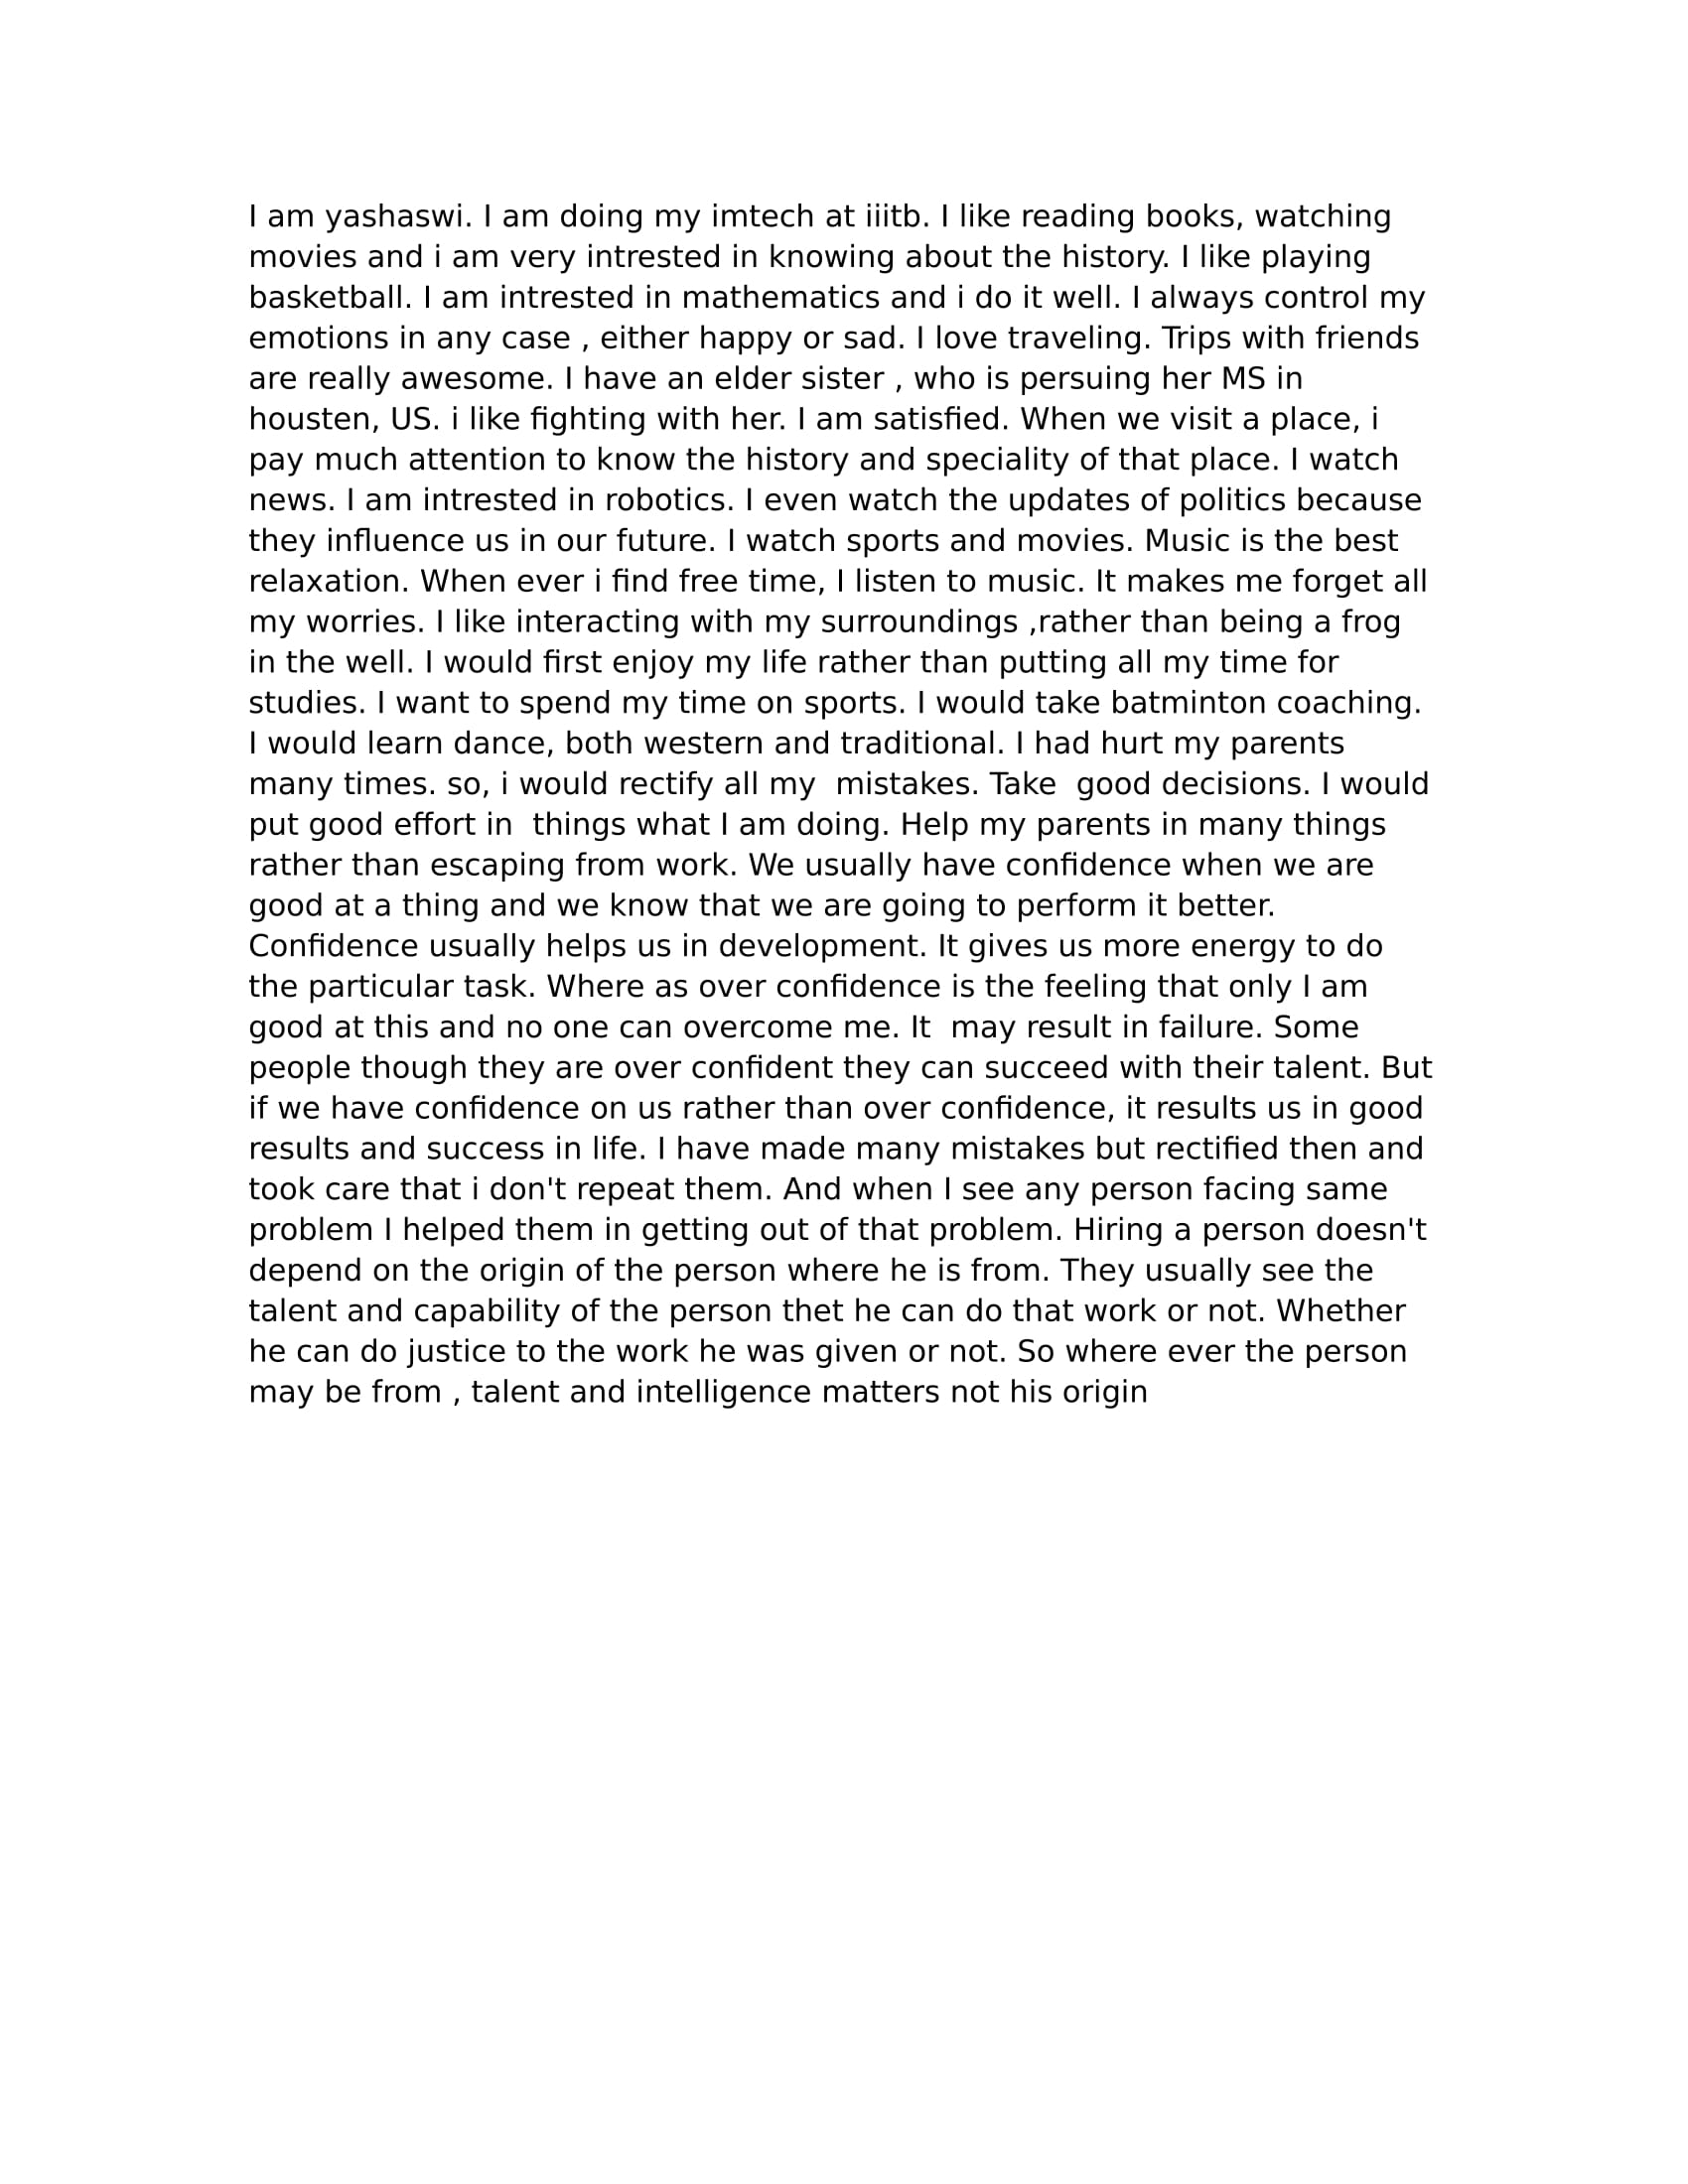 I am yashaswi. I am doing my imtech at iiitb. I like reading books, watching
movies and i am very intrested in knowing about the history. I like playing
basketball. I am intrested in mathematics and i do it well. I always control my
emotions in any case , either happy or sad. I love traveling. Trips with friends
are really awesome. I have an elder sister , who is persuing her MS in
housten, US. i like fighting with her. I am satisfied. When we visit a place, i
pay much attention to know the history and speciality of that place. I watch
news. I am intrested in robotics. I even watch the updates of politics because
they influence us in our future. I watch sports and movies. Music is the best
relaxation. When ever i find free time, I listen to music. It makes me forget all
my worries. I like interacting with my surroundings ,rather than being a frog
in the well. I would first enjoy my life rather than putting all my time for
studies. I want to spend my time on sports. I would take batminton coaching.
I would learn dance, both western and traditional. I had hurt my parents
many times. so, i would rectify all my  mistakes. Take  good decisions. I would
put good effort in  things what I am doing. Help my parents in many things
rather than escaping from work. We usually have confidence when we are
good at a thing and we know that we are going to perform it better.
Confidence usually helps us in development. It gives us more energy to do
the particular task. Where as over confidence is the feeling that only I am
good at this and no one can overcome me. It  may result in failure. Some
people though they are over confident they can succeed with their talent. But
if we have confidence on us rather than over confidence, it results us in good
results and success in life. I have made many mistakes but rectified then and
took care that i don't repeat them. And when I see any person facing same
problem I helped them in getting out of that problem. Hiring a person doesn't
depend on the origin of the person where he is from. They usually see the
talent and capability of the person thet he can do that work or not. Whether
he can do justice to the work he was given or not. So where ever the person
may be from , talent and intelligence matters not his origin